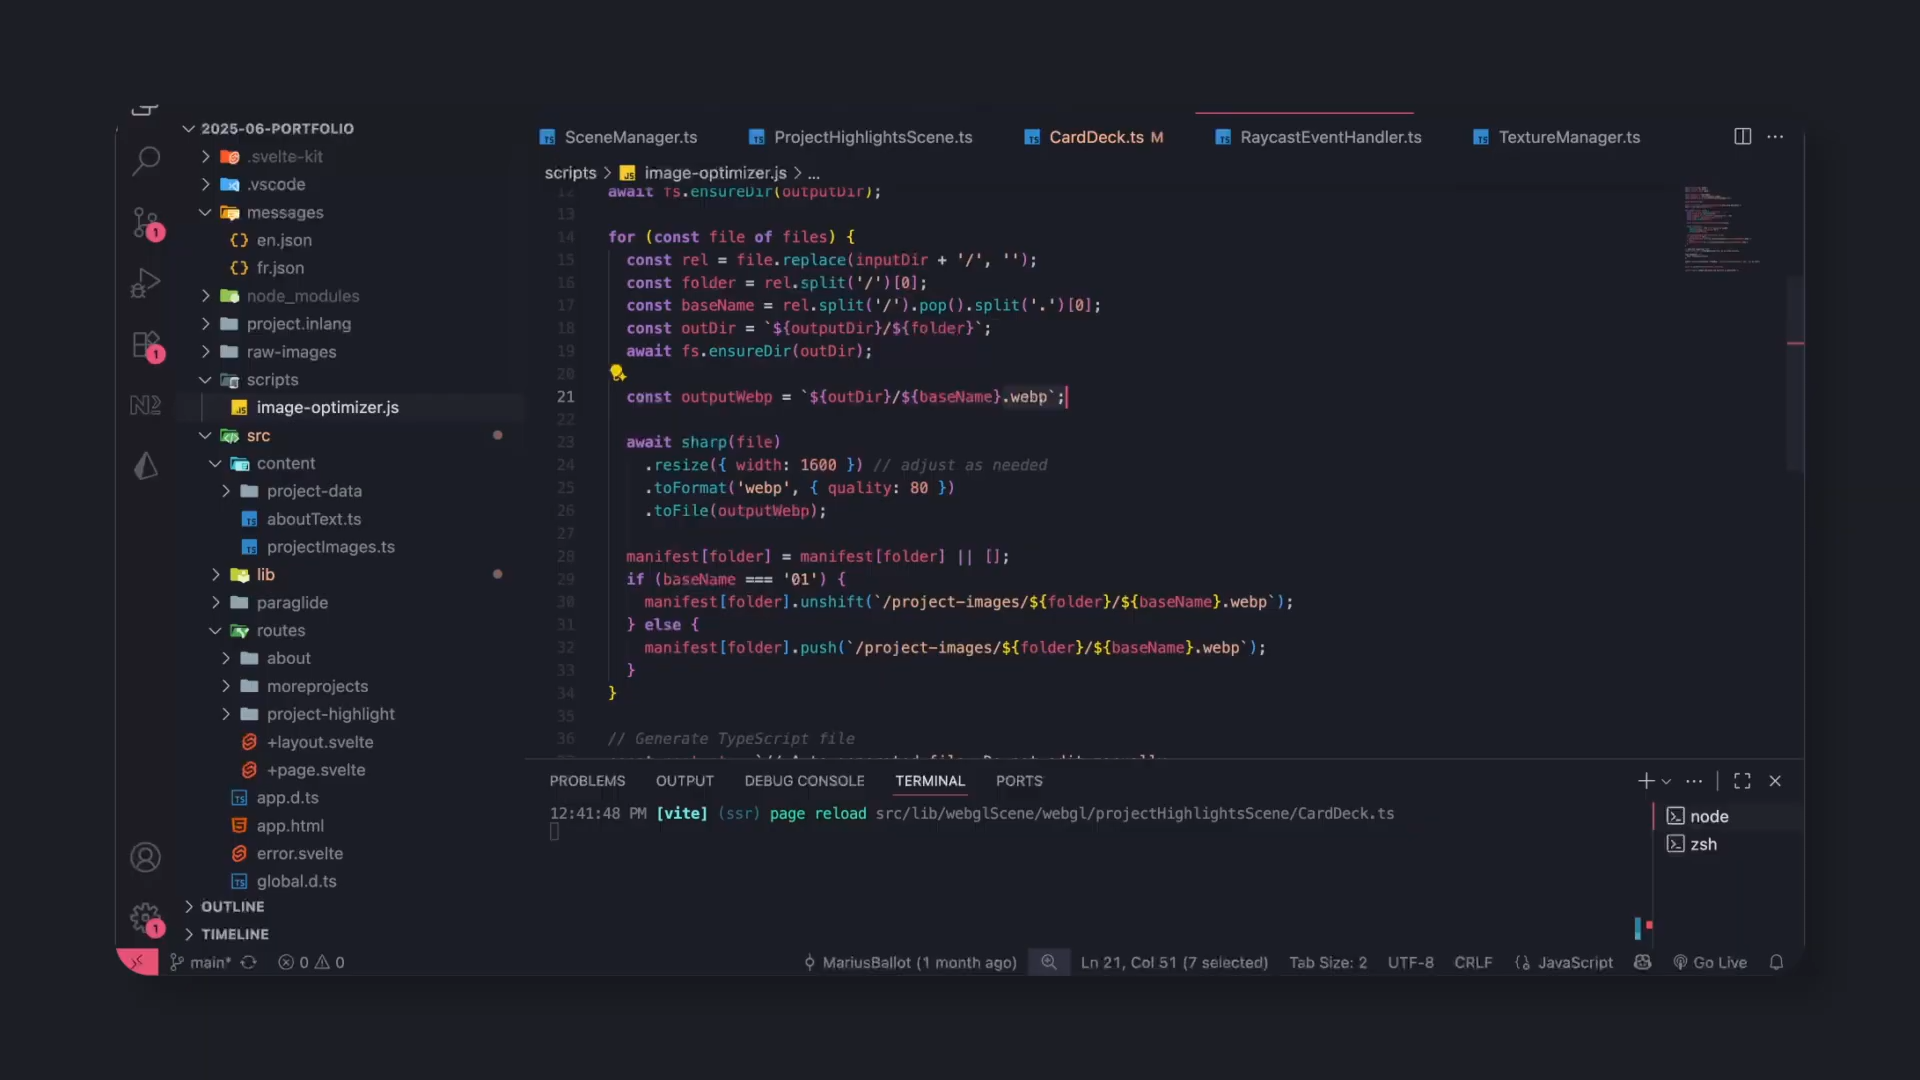 2025-06-PORTFOLIO
.svelte-kit
.vscode
messages
en.json
fr.json
node_modules
project.inlang
raw-images
scripts
image-optimizer.js
src
content
project-data
aboutText.ts
projectImages.ts
lib
paraglide
routes
about
moreprojects
project-highlight
+layout.svelte
+page.svelte
app.d.ts
app.html
error.svelte
global.d.ts
OUTLINE
TIMELINE
SceneManager.ts ProjectHighlightsScene.ts CardDeck.ts M RaycastEventHandler.ts TextureManager.ts
scripts > image-optimizer.js > ...
12 await fs.ensureDir(outputDir);
13
14 for (const file of files) {
15 const rel = file.replace(inputDir + '/', '');
16 const folder = rel.split('/')[0];
17 const baseName = rel.split('/').pop().split('.')[0];
18 const outDir = `${outputDir}/${folder}`;
19 await fs.ensureDir(outDir);
20
21 const outputWebp = `${outDir}/${baseName}.webp`;
22
23 await sharp(file)
24 .resize({ width: 1600 }) // adjust as needed
25 .toFormat('webp', { quality: 80 })
26 .toFile(outputWebp);
27
28 manifest[folder] = manifest[folder] || [];
29 if (baseName === '01') {
30 manifest[folder].unshift(`/project-images/${folder}/${baseName}.webp`);
31 } else {
32 manifest[folder].push(`/project-images/${folder}/${baseName}.webp`);
33 }
34 }
35
36 // Generate TypeScript file
PROBLEMS OUTPUT DEBUG CONSOLE TERMINAL PORTS
12:41:48 PM [vite] (ssr) page reload src/lib/webglScene/webgl/projectHighlightsScene/CardDeck.ts
node
zsh
main* 0 0 MariusBallot (1 month ago) Ln 21, Col 51 (7 selected) Tab Size: 2 UTF-8 CRLF {} JavaScript Go Live
1
1
1